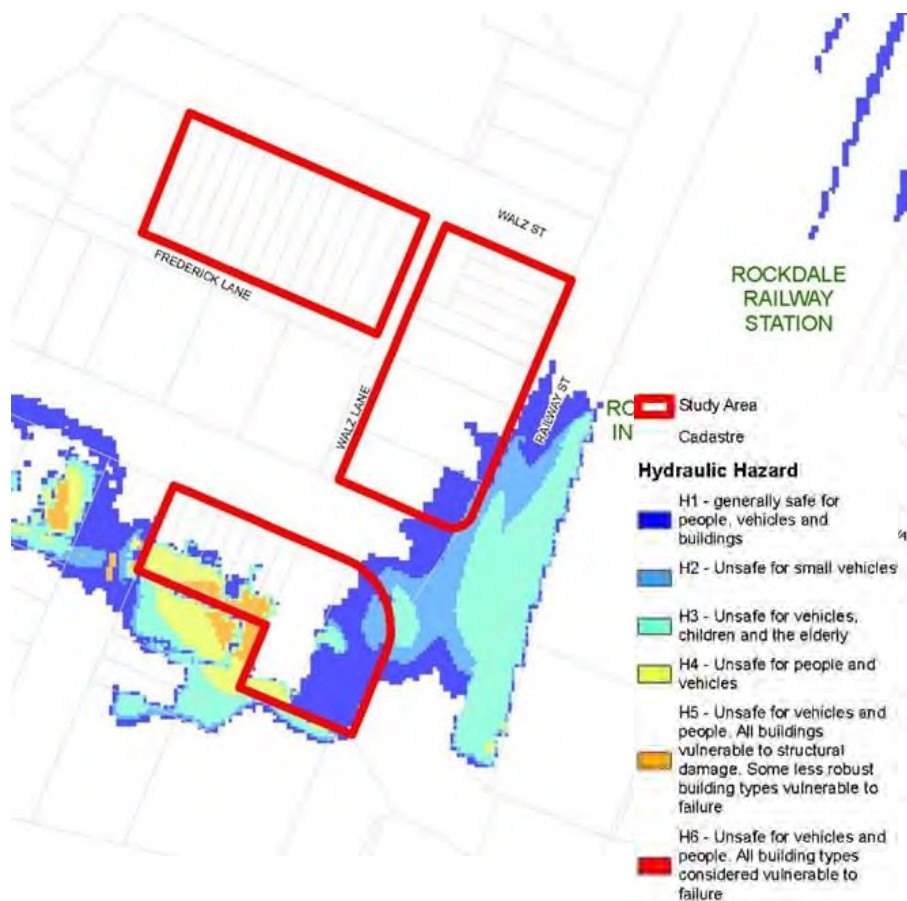 WALZ ST
FREDERICK LANE
ROCKDALE
RAILWAY
STATION
WALZ LANE
RAILWAY ST
RO
IN
Study Area
Cadastre
Hydraulic Hazard
H1 - generally safe for
people, vehicles and
buildings
H2 - Unsafe for small vehicles
H3 - Unsafe for vehicles,
children and the elderly
H4 - Unsafe for people and
vehicles
H5 - Unsafe for vehicles and
people. All buildings
vulnerable to structural
damage. Some less robust
building types vulnerable to
failure
H6 - Unsafe for vehicles and
people. All building types
considered vulnerable to
failure